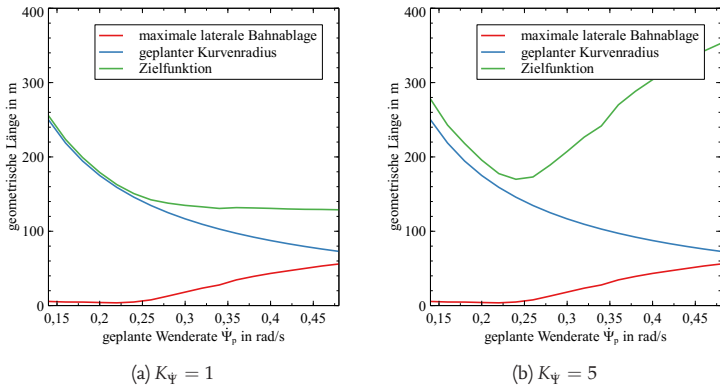 400
300
200
100
0
geometrische Länge in m
maximale laterale Bahnablage
geplanter Kurvenradius
Zielfunktion
0,15 0,2 0,25 0,3 0,35 0,4 0,45
geplante Wenderate Ψ̇ₚ in rad/s
(a) K_Ψ̇ = 1
400
300
200
100
0
geometrische Länge in m
maximale laterale Bahnablage
geplanter Kurvenradius
Zielfunktion
0,15 0,2 0,25 0,3 0,35 0,4 0,45
geplante Wenderate Ψ̇ₚ in rad/s
(b) K_Ψ̇ = 5